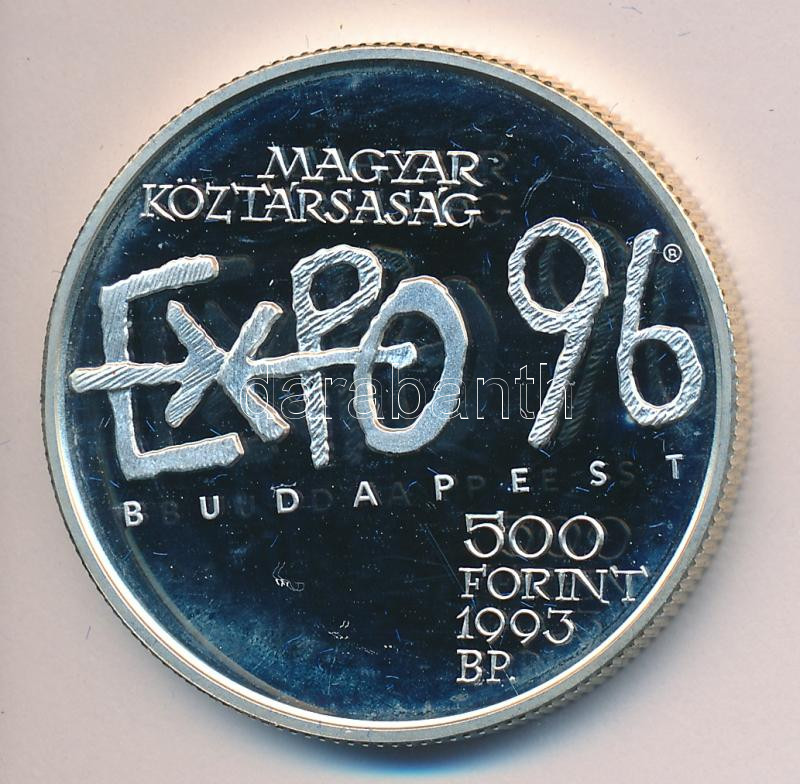 MAGYAR
KÖZTÁRSASÁG
EXPO 96 ®
BUDAPEST
500
FORINT
1993
BP.
darabanth